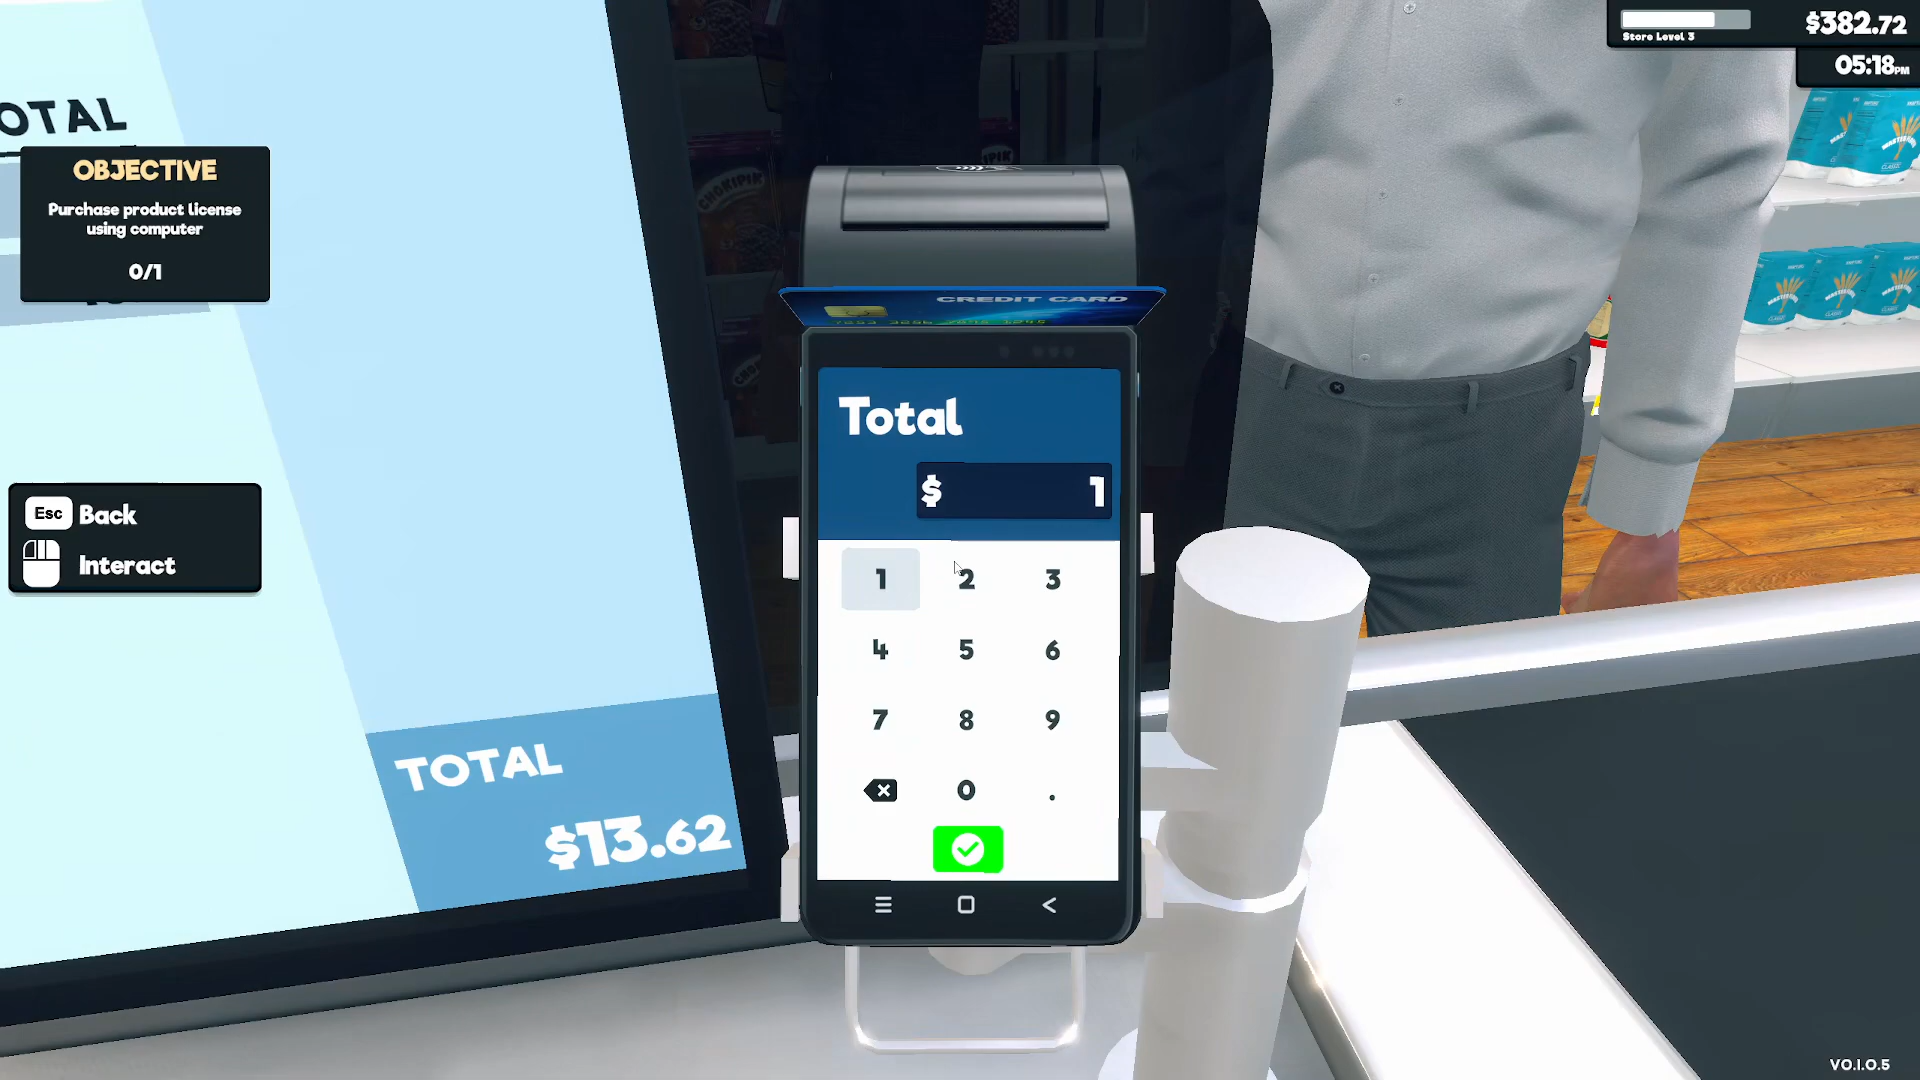 $382.72
Store Level 3
05:18PM
OTAL
OBJECTIVE
Purchase product license
using computer
0/1
Esc Back
Interact
CREDIT CARD
Total
$ 1
1 2 3
4 5 6
7 8 9
0 .
TOTAL
$13.62
CHOKIPIK
V0.1.0.5